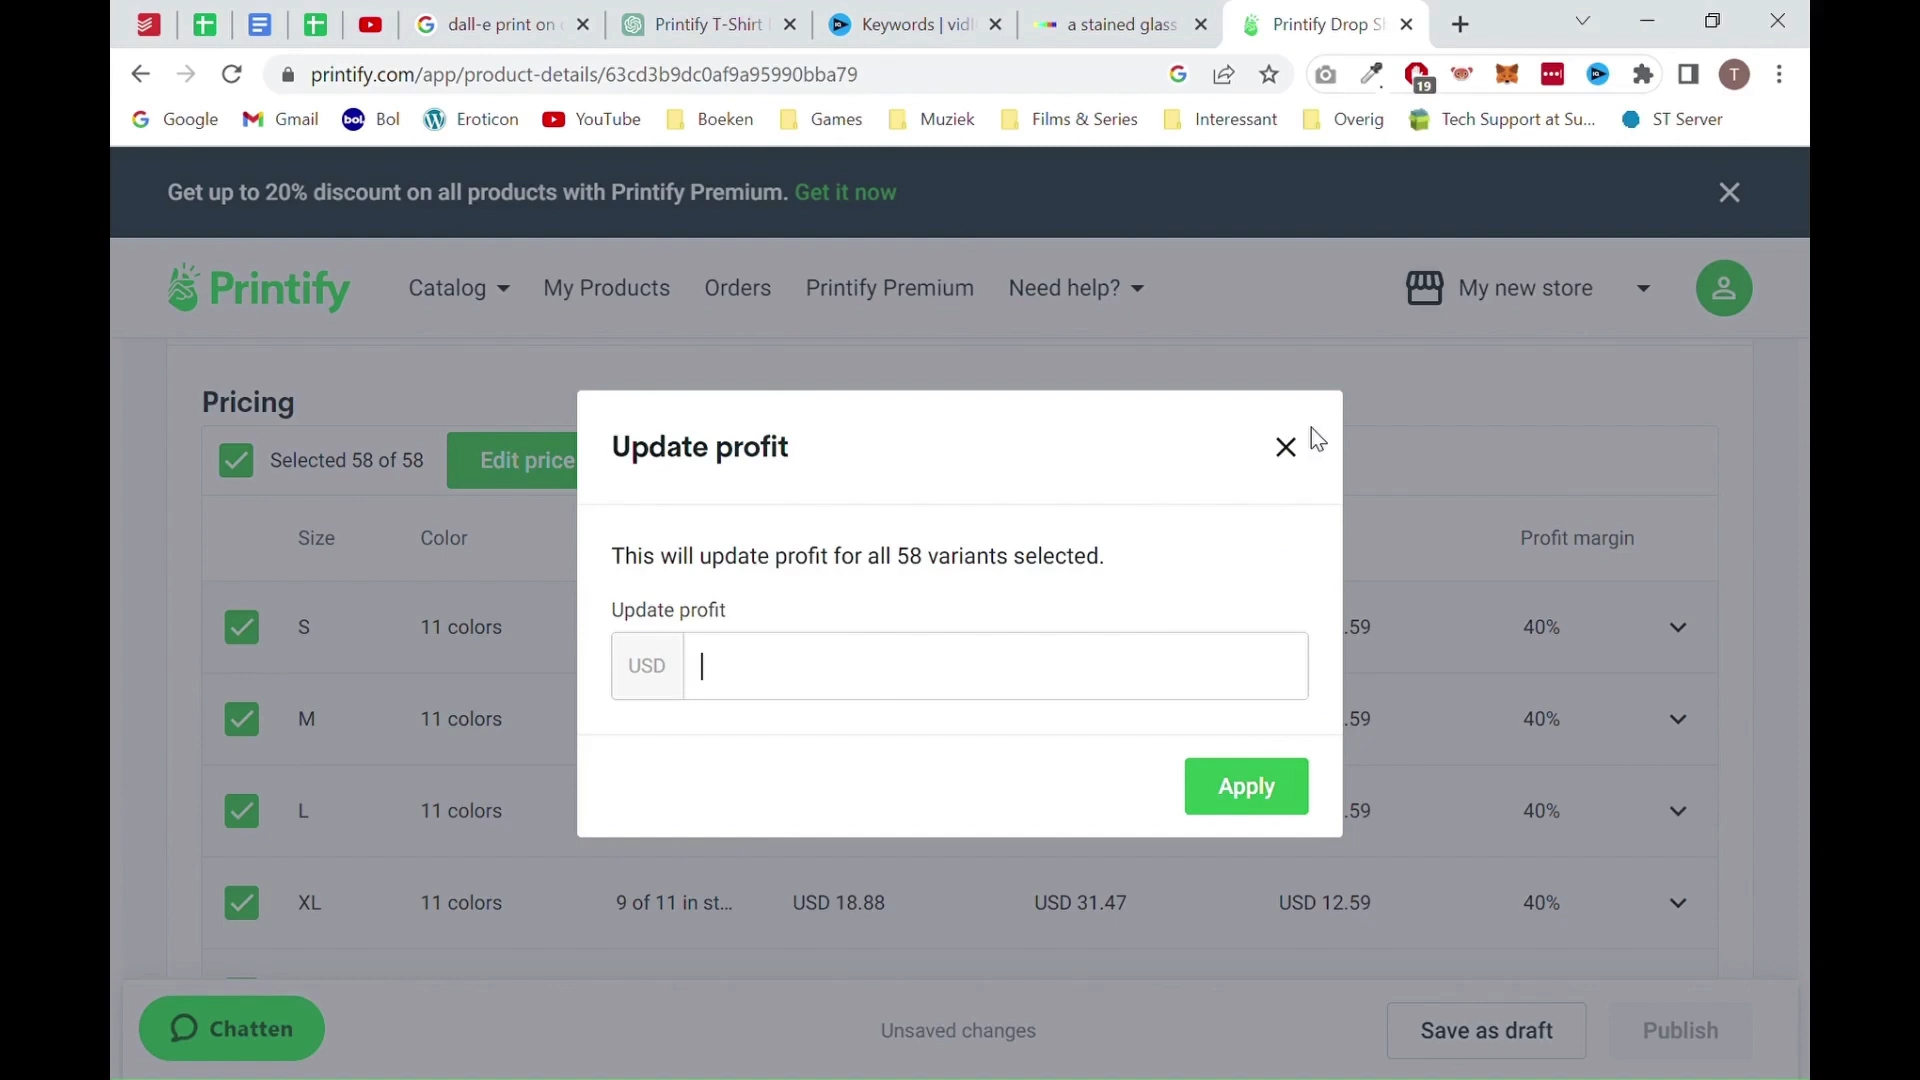 dall-e print on
Printify T-Shirt
Keywords | vidI
a stained glass
Printify Drop S
printify.com/app/product-details/63cd3b9dc0af9a95990bba79
19
T
Google
Gmail
bol
Bol
Eroticon
YouTube
Boeken
Games
Muziek
Films & Series
Interessant
Overig
Tech Support at Su...
ST Server
Get up to 20% discount on all products with Printify Premium. Get it now
Printify
Catalog
My Products
Orders
Printify Premium
Need help?
My new store
Pricing
Selected 58 of 58
Edit price
Update profit
Size
Color
Profit margin
This will update profit for all 58 variants selected.
Update profit
USD
S
11 colors
.59
40%
M
11 colors
.59
40%
L
11 colors
.59
40%
Apply
XL
11 colors
9 of 11 in st...
USD 18.88
USD 31.47
USD 12.59
40%
Chatten
Unsaved changes
Save as draft
Publish